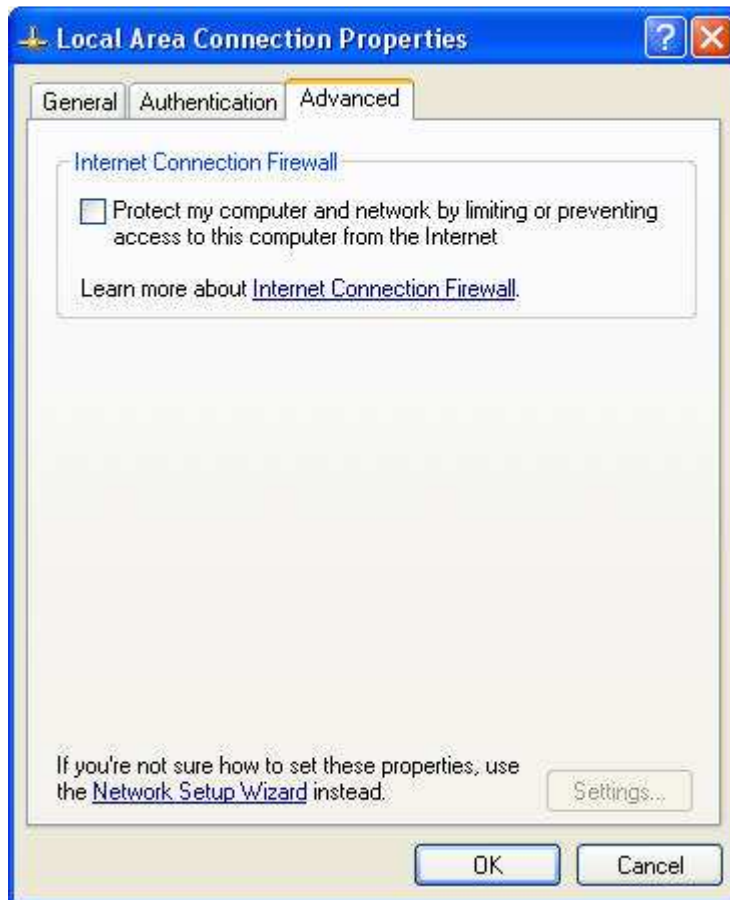 Local Area Connection Properties
General Authentication Advanced
Internet Connection Firewall
Protect my computer and network by limiting or preventing
access to this computer from the Internet
Learn more about Internet Connection Firewall.
If you're not sure how to set these properties, use
the Network Setup Wizard instead.
Settings...
OK Cancel